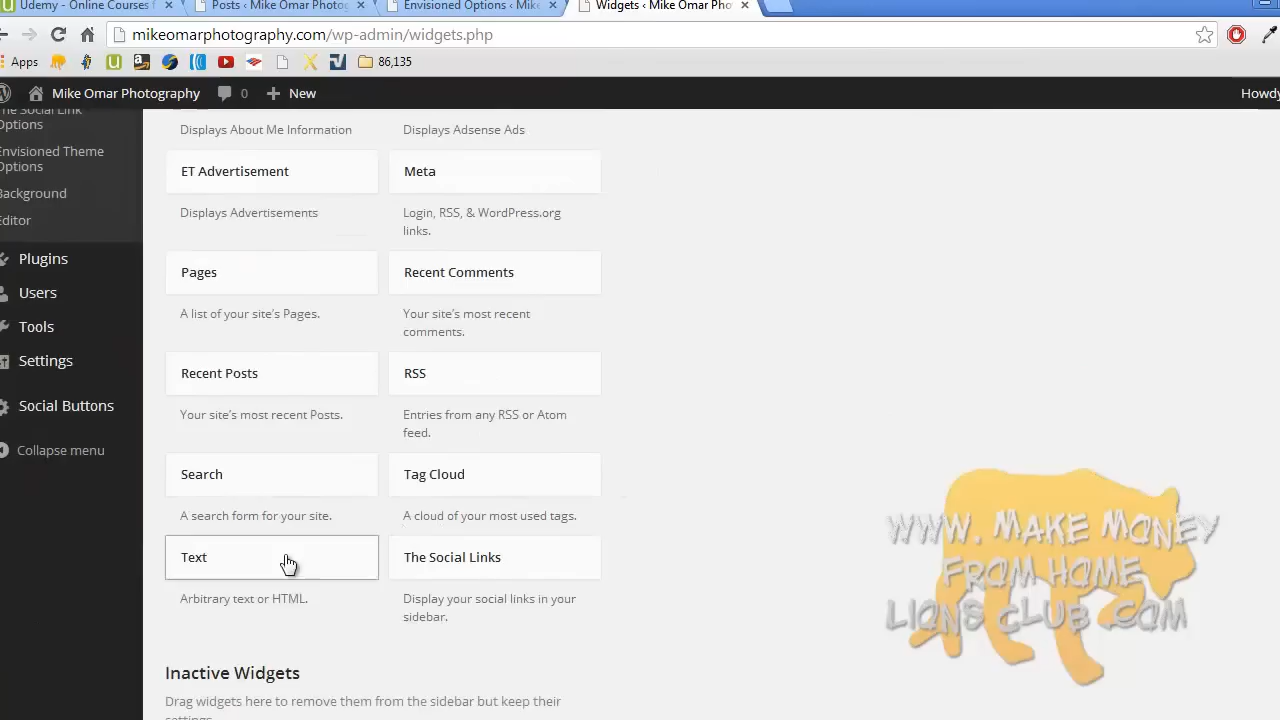 Udemy - Online Courses f
Posts ‹ Mike Omar Photog
Envisioned Options ‹ Mik
Widgets ‹ Mike Omar Pho
mikeomarphotography.com/wp-admin/widgets.php
Apps
86,135
Mike Omar Photography
0
New
Howdy
The Social Link
Options
Envisioned Theme
Options
Background
Editor
Plugins
Users
Tools
Settings
Social Buttons
Collapse menu
Displays About Me Information
Displays Adsense Ads
ET Advertisement
Meta
Displays Advertisements
Login, RSS, & WordPress.org
links.
Pages
Recent Comments
A list of your site's Pages.
Your site's most recent
comments.
Recent Posts
RSS
Your site's most recent Posts.
Entries from any RSS or Atom
feed.
Search
Tag Cloud
A search form for your site.
A cloud of your most used tags.
Text
The Social Links
Arbitrary text or HTML.
Display your social links in your
sidebar.
Inactive Widgets
Drag widgets here to remove them from the sidebar but keep their
settings.
WWW. MAKE MONEY
FROM HOME
LIONS CLUB .COM